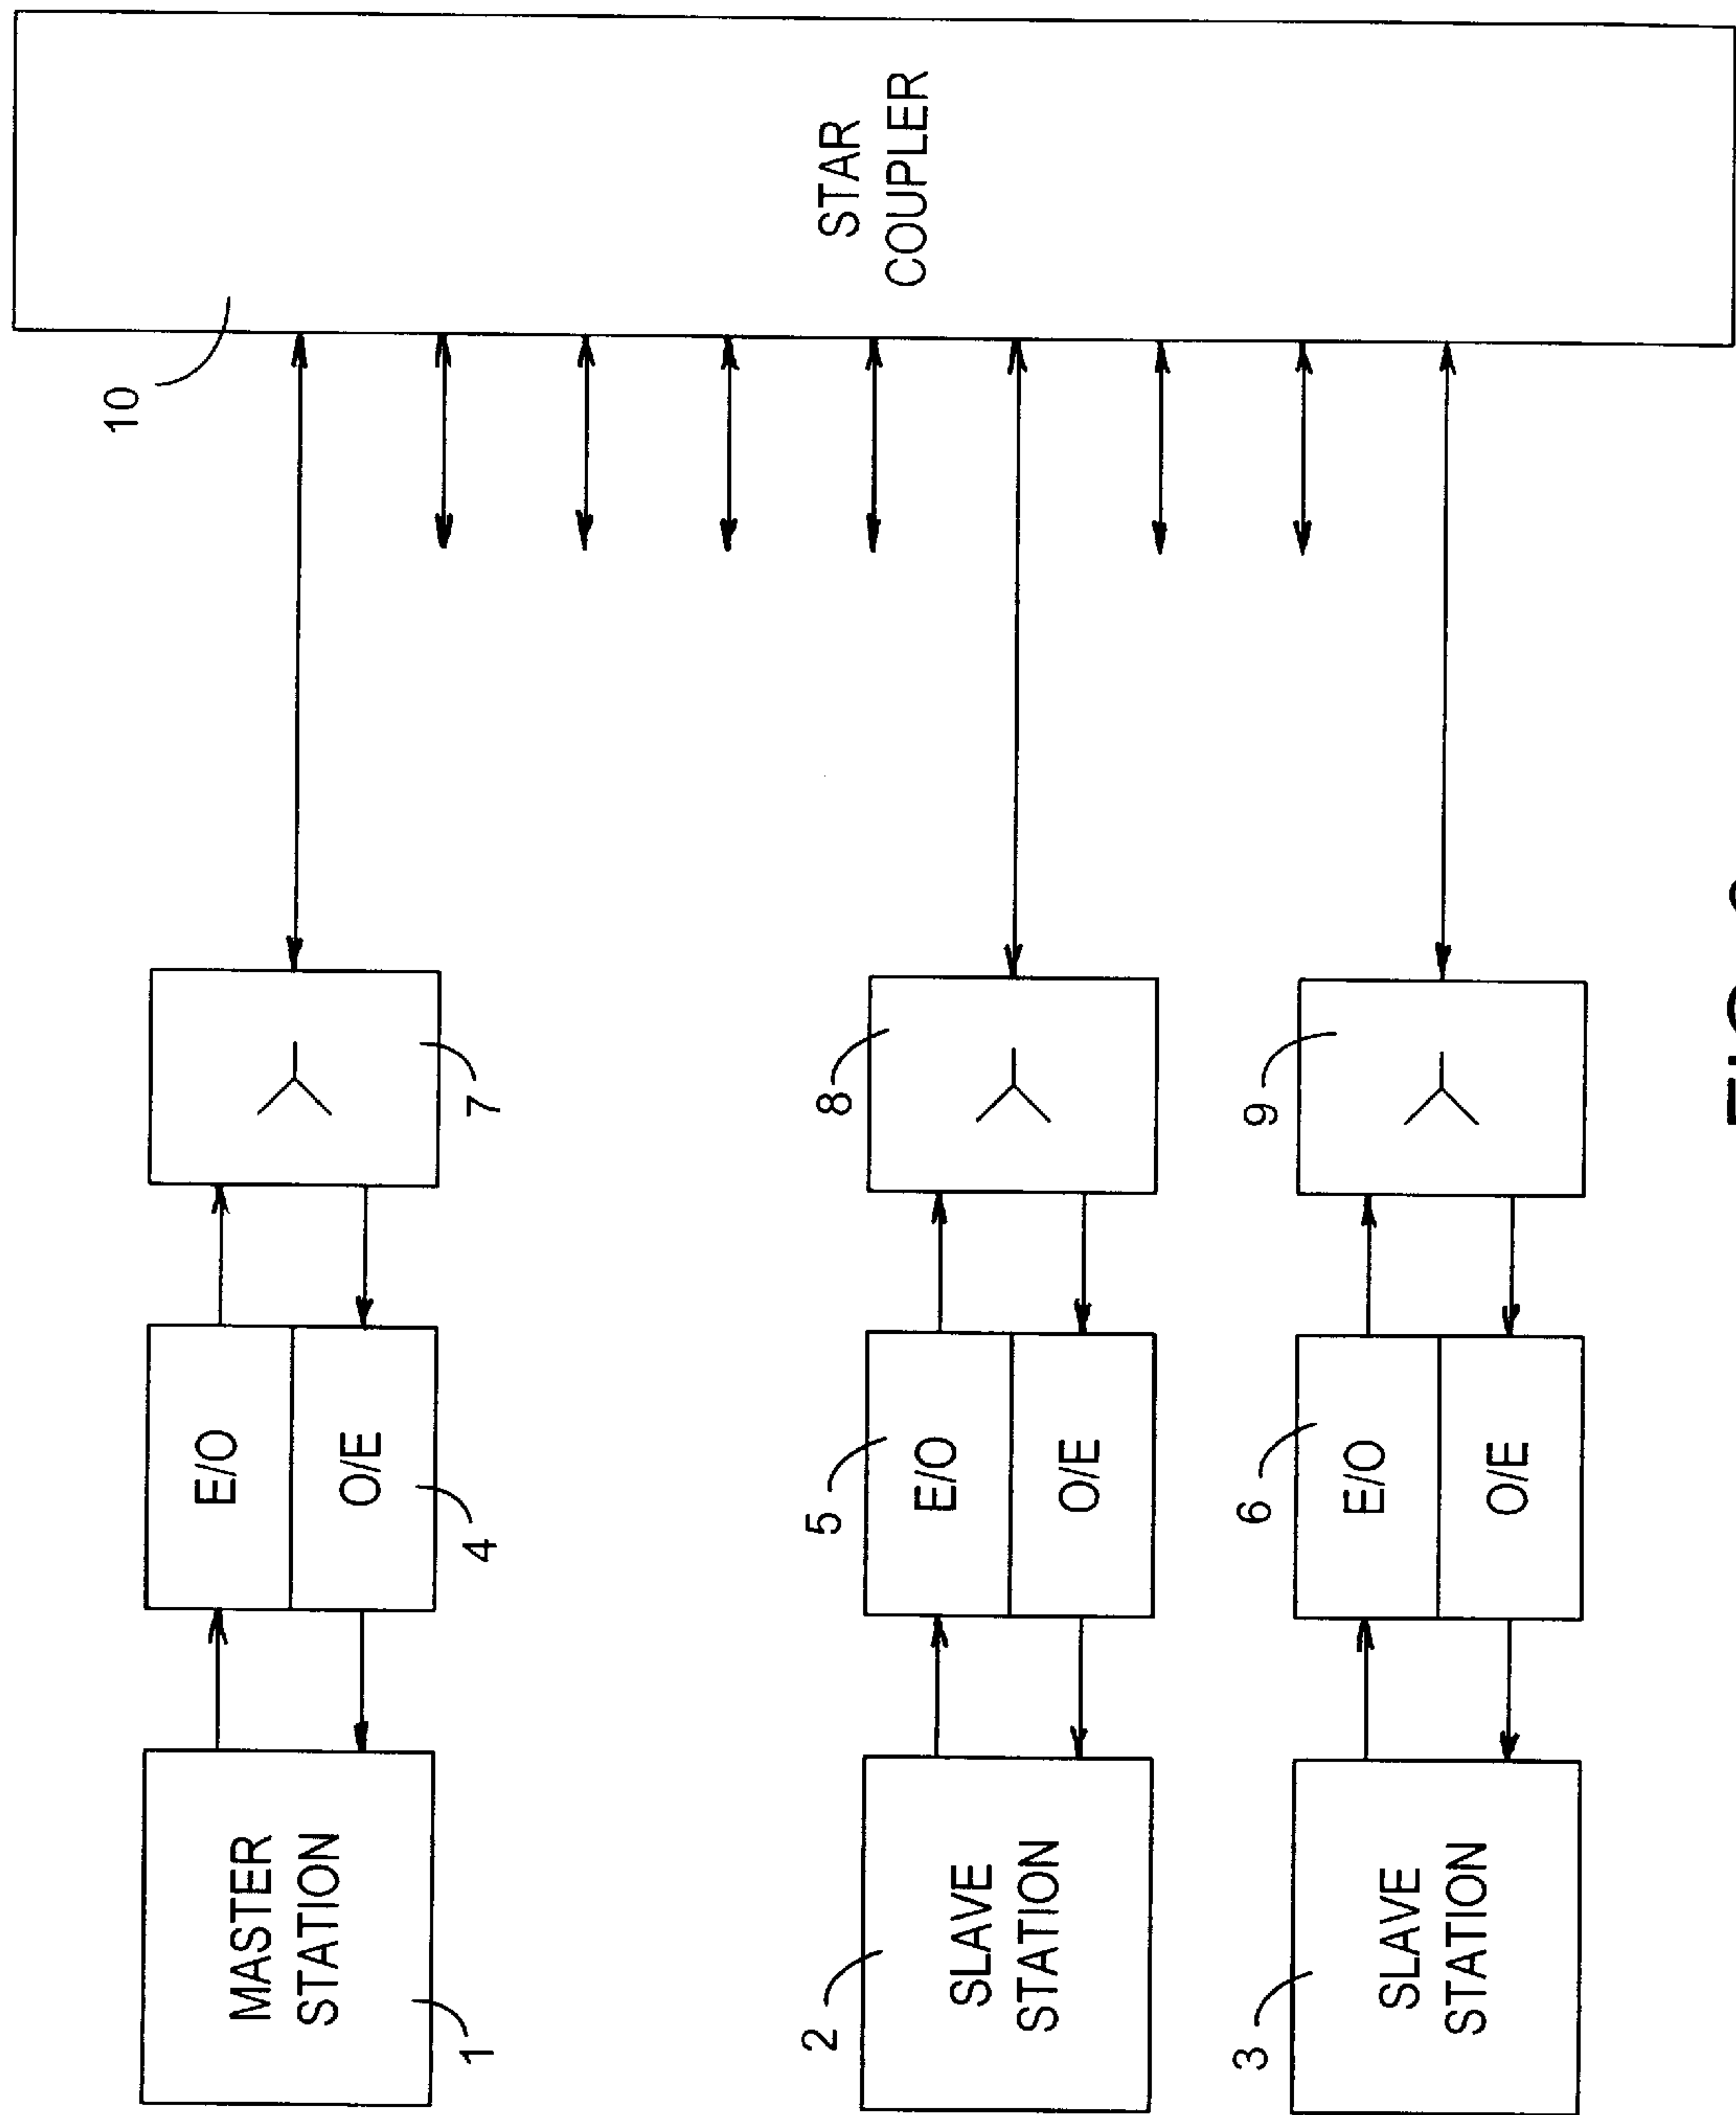 10
MASTER
STATION
1
E/O
O/E
4
7
STAR
COUPLER
2
SLAVE
STATION
5
E/O
O/E
8
3
SLAVE
STATION
6
E/O
O/E
9